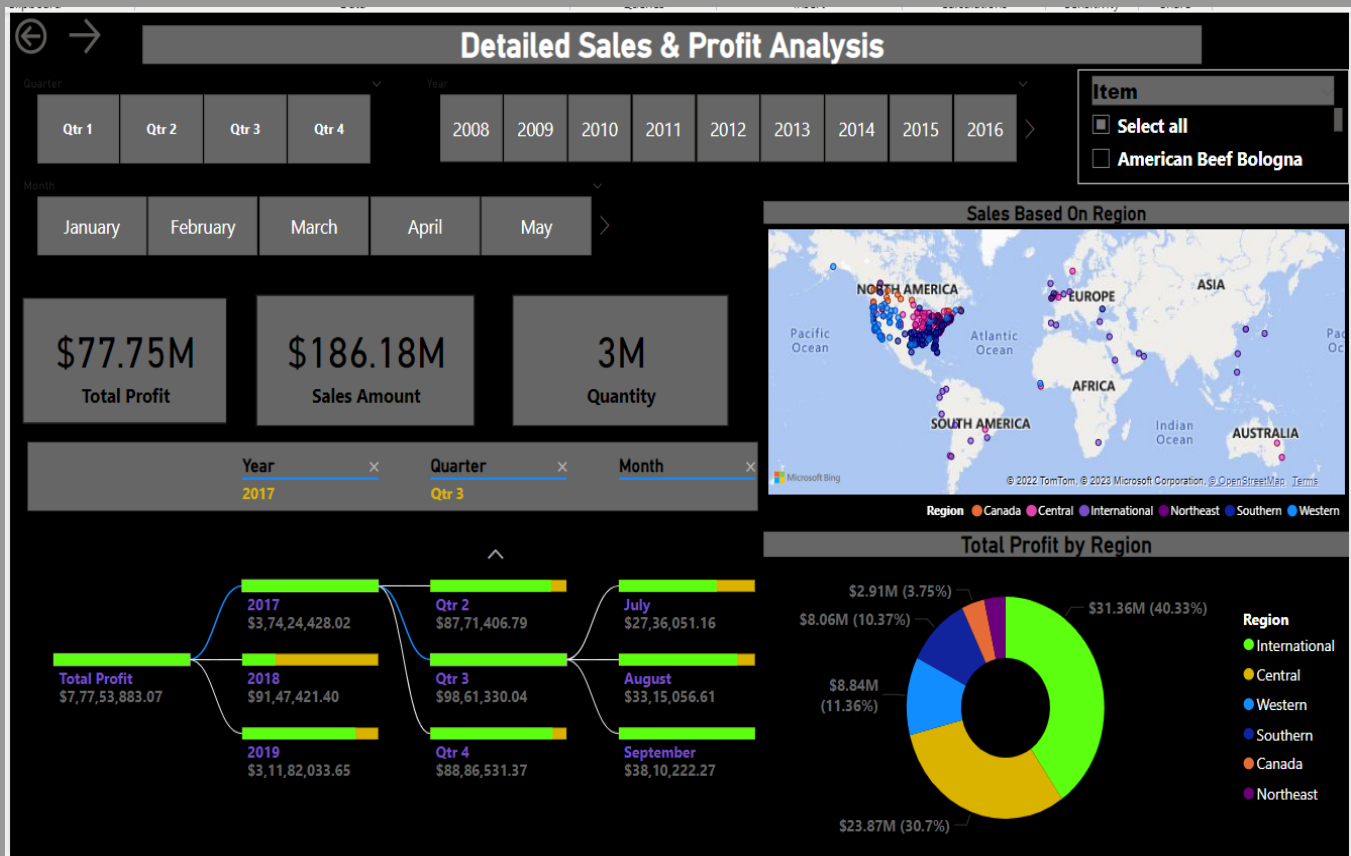 Detailed Sales & Profit Analysis
Quarter
Qtr 1
Qtr 2
Qtr 3
Qtr 4
Year
2008
2009
2010
2011
2012
2013
2014
2015
2016
Item
Select all
American Beef Bologna
Month
January
February
March
April
May
$77.75M
Total Profit
$186.18M
Sales Amount
3M
Quantity
Sales Based On Region
NORTH AMERICA
EUROPE
ASIA
Pacific
Ocean
Atlantic
Ocean
AFRICA
SOUTH AMERICA
Indian
Ocean
AUSTRALIA
Microsoft Bing
© 2022 TomTom, © 2023 Microsoft Corporation, © OpenStreetMap Terms
Region Canada Central International Northeast Southern Western
Year
2017
Quarter
Qtr 3
Month
Total Profit
$7,77,53,883.07
2017
$3,74,24,428.02
2018
$91,47,421.40
2019
$3,11,82,033.65
Qtr 2
$87,71,406.79
Qtr 3
$98,61,330.04
Qtr 4
$88,86,531.37
July
$27,36,051.16
August
$33,15,056.61
September
$38,10,222.27
Total Profit by Region
$2.91M (3.75%)
$8.06M (10.37%)
$8.84M
(11.36%)
$23.87M (30.7%)
$31.36M (40.33%)
Region
International
Central
Western
Southern
Canada
Northeast